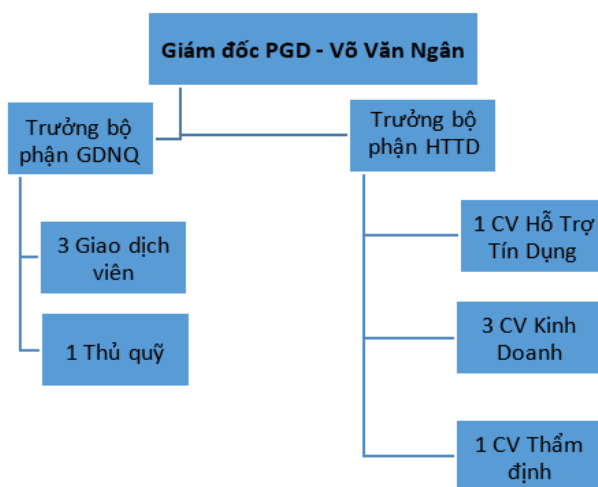 Giám đốc PGD - Võ Văn Ngân
Trưởng bộ
phận GDNQ
Trưởng bộ
phận HTTD
3 Giao dịch
viên
1 Thủ quỹ
1 CV Hỗ Trợ
Tín Dụng
3 CV Kinh
Doanh
1 CV Thẩm
định